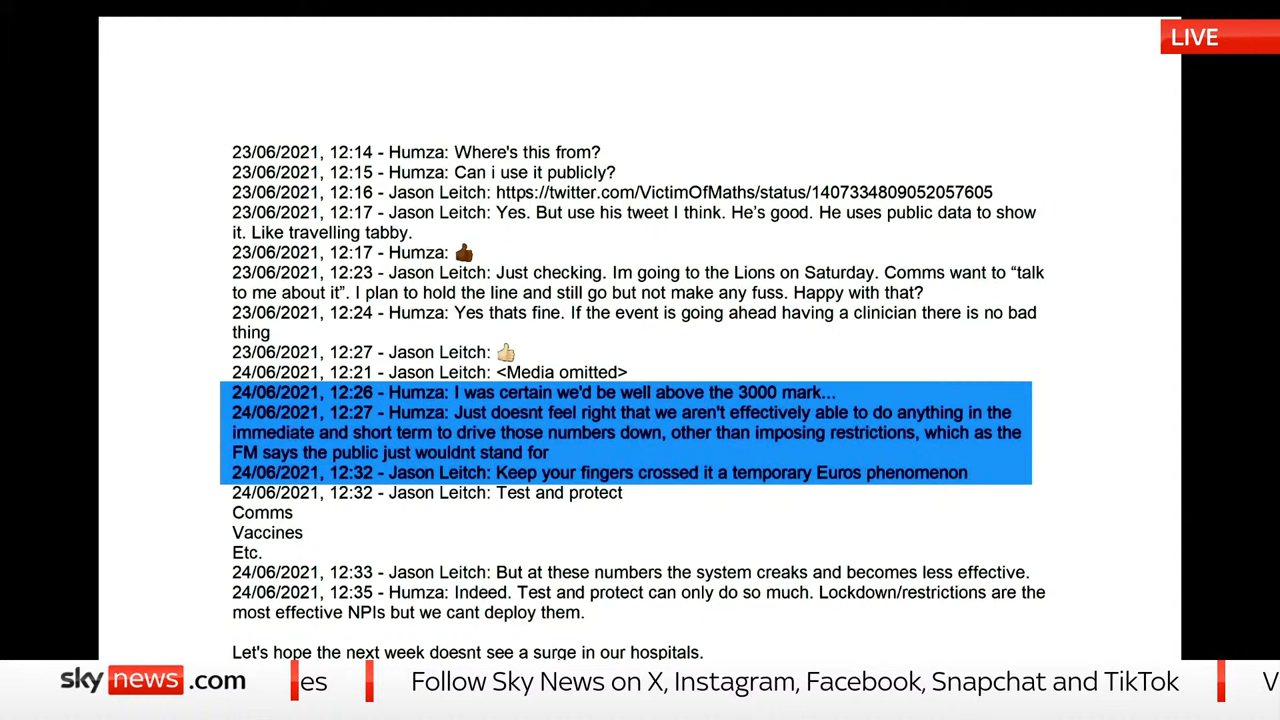 LIVE
23/06/2021, 12:14 - Humza: Where's this from?
23/06/2021, 12:15 - Humza: Can i use it publicly?
23/06/2021, 12:16 - Jason Leitch: https://twitter.com/VictimOfMaths/status/1407334809052057605
23/06/2021, 12:17 - Jason Leitch: Yes. But use his tweet I think. He's good. He uses public data to show
it. Like travelling tabby.
23/06/2021, 12:17 - Humza: 👍🏾
23/06/2021, 12:23 - Jason Leitch: Just checking. Im going to the Lions on Saturday. Comms want to “talk
to me about it”. I plan to hold the line and still go but not make any fuss. Happy with that?
23/06/2021, 12:24 - Humza: Yes thats fine. If the event is going ahead having a clinician there is no bad
thing
23/06/2021, 12:27 - Jason Leitch: 👍🏻
24/06/2021, 12:21 - Jason Leitch: <Media omitted>
24/06/2021, 12:26 - Humza: I was certain we'd be well above the 3000 mark...
24/06/2021, 12:27 - Humza: Just doesnt feel right that we aren't effectively able to do anything in the
immediate and short term to drive those numbers down, other than imposing restrictions, which as the
FM says the public just wouldnt stand for
24/06/2021, 12:32 - Jason Leitch: Keep your fingers crossed it a temporary Euros phenomenon
24/06/2021, 12:32 - Jason Leitch: Test and protect
Comms
Vaccines
Etc.
24/06/2021, 12:33 - Jason Leitch: But at these numbers the system creaks and becomes less effective.
24/06/2021, 12:35 - Humza: Indeed. Test and protect can only do so much. Lockdown/restrictions are the
most effective NPIs but we cant deploy them.
Let's hope the next week doesnt see a surge in our hospitals.
sky news .com es Follow Sky News on X, Instagram, Facebook, Snapchat and TikTok V